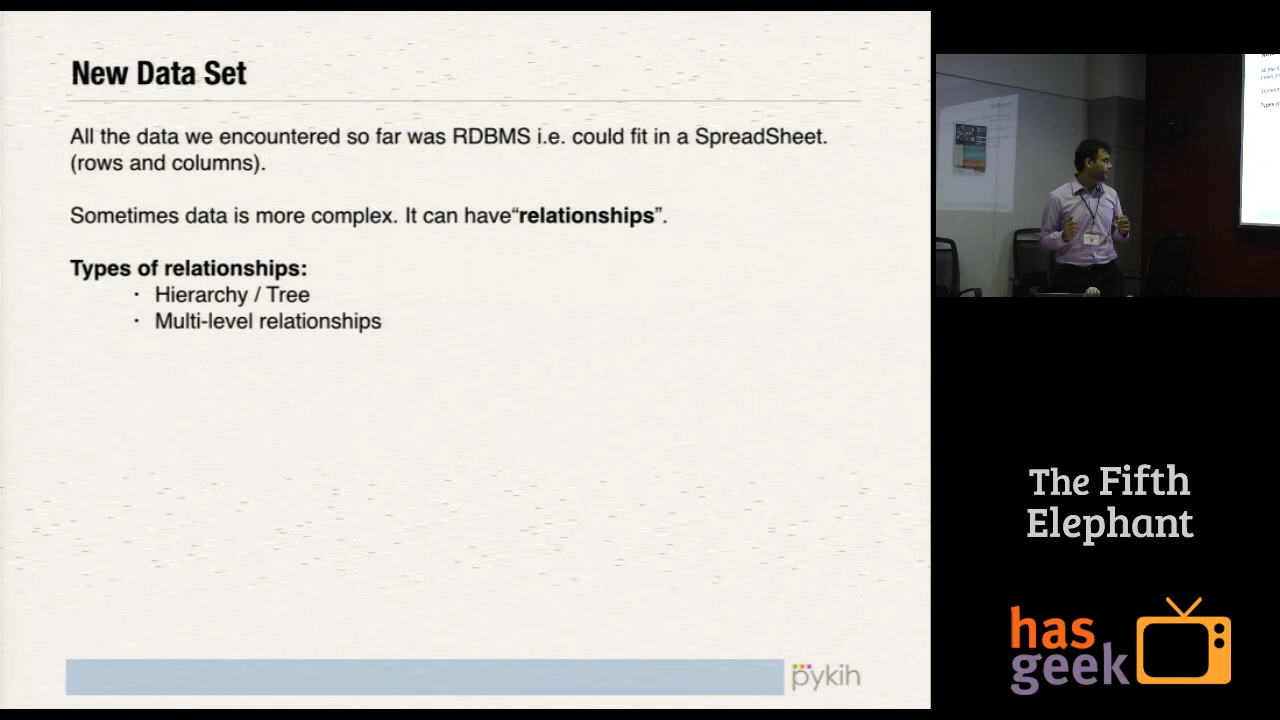 New Data Set
All the data we encountered so far was RDBMS i.e. could fit in a SpreadSheet.
(rows and columns).
Sometimes data is more complex. It can have“relationships”.
Types of relationships:
· Hierarchy / Tree
· Multi-level relationships
pykih
The Fifth
Elephant
has
geek